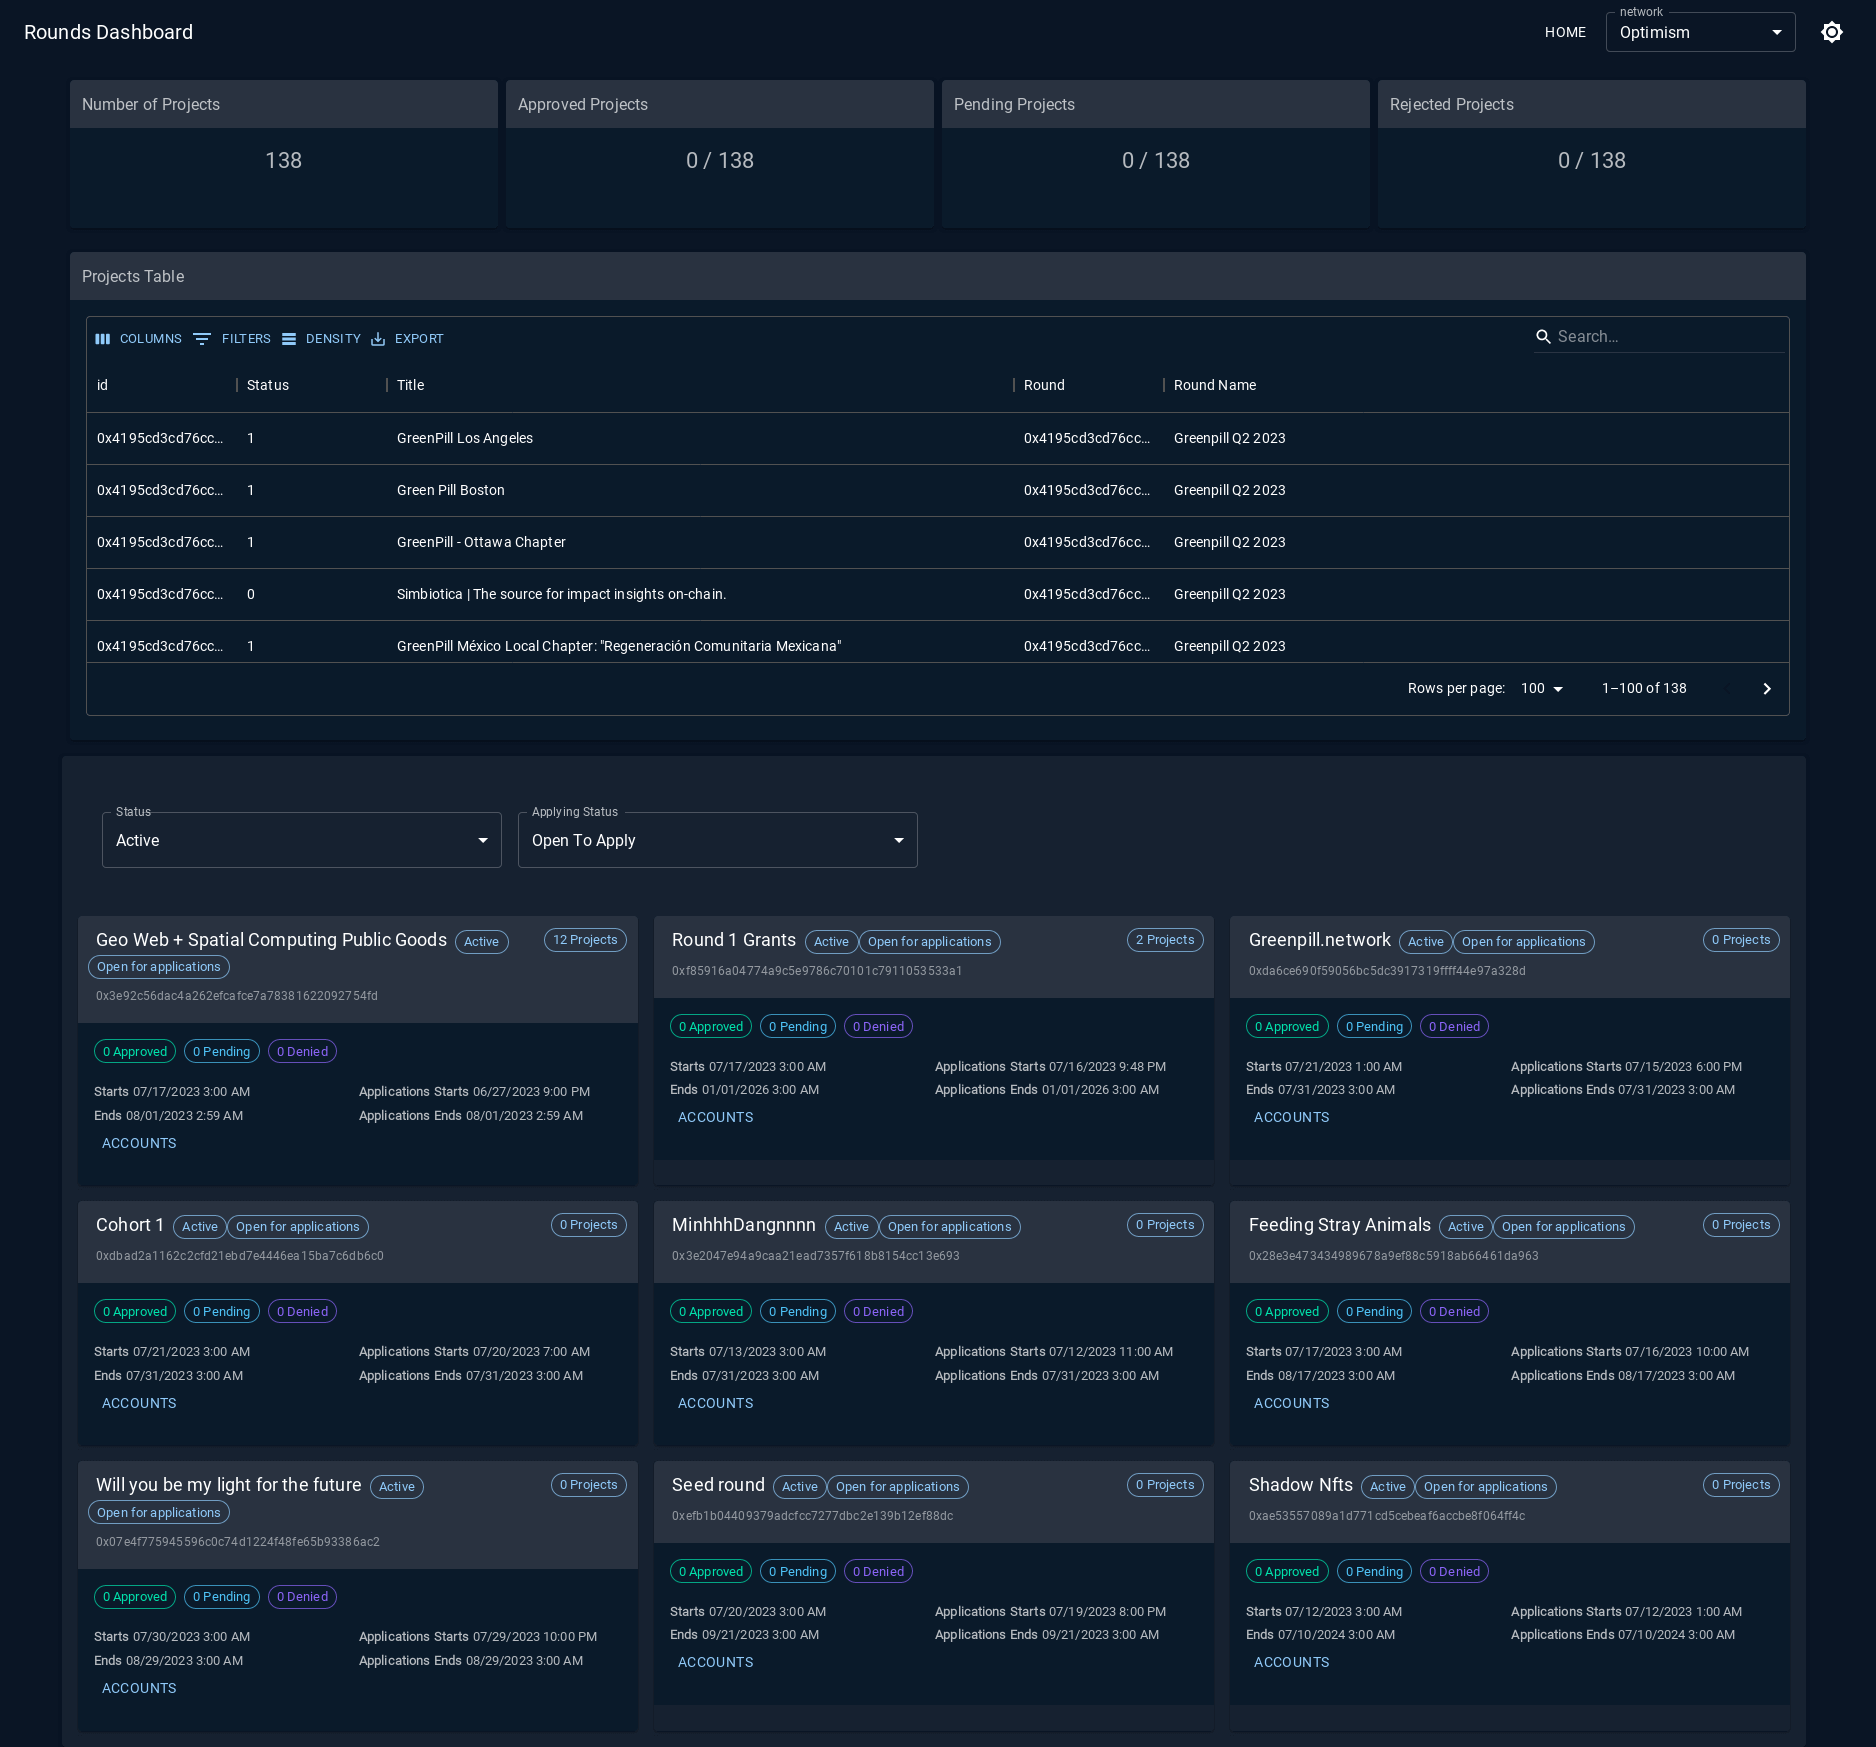 Rounds Dashboard
HOME
network
Optimism
Number of Projects
138
Approved Projects
0 / 138
Pending Projects
0 / 138
Rejected Projects
0 / 138
Projects Table
COLUMNS FILTERS DENSITY EXPORT
Search…
id Status Title Round Round Name
0x4195cd3cd76cc… 1 GreenPill Los Angeles 0x4195cd3cd76cc… Greenpill Q2 2023
0x4195cd3cd76cc… 1 Green Pill Boston 0x4195cd3cd76cc… Greenpill Q2 2023
0x4195cd3cd76cc… 1 GreenPill - Ottawa Chapter 0x4195cd3cd76cc… Greenpill Q2 2023
0x4195cd3cd76cc… 0 Simbiotica | The source for impact insights on-chain. 0x4195cd3cd76cc… Greenpill Q2 2023
0x4195cd3cd76cc… 1 GreenPill México Local Chapter: "Regeneración Comunitaria Mexicana" 0x4195cd3cd76cc… Greenpill Q2 2023
Rows per page: 100 1–100 of 138
Status
Active
Applying Status
Open To Apply
Geo Web + Spatial Computing Public Goods Active 12 Projects
Open for applications
0x3e92c56dac4a262efcafce7a78381622092754fd
0 Approved 0 Pending 0 Denied
Starts 07/17/2023 3:00 AM Applications Starts 06/27/2023 9:00 PM
Ends 08/01/2023 2:59 AM Applications Ends 08/01/2023 2:59 AM
ACCOUNTS
Round 1 Grants Active Open for applications 2 Projects
0xf85916a04774a9c5e9786c70101c7911053533a1
0 Approved 0 Pending 0 Denied
Starts 07/17/2023 3:00 AM Applications Starts 07/16/2023 9:48 PM
Ends 01/01/2026 3:00 AM Applications Ends 01/01/2026 3:00 AM
ACCOUNTS
Greenpill.network Active Open for applications 0 Projects
0xda6ce690f59056bc5dc3917319ffff44e97a328d
0 Approved 0 Pending 0 Denied
Starts 07/21/2023 1:00 AM Applications Starts 07/15/2023 6:00 PM
Ends 07/31/2023 3:00 AM Applications Ends 07/31/2023 3:00 AM
ACCOUNTS
Cohort 1 Active Open for applications 0 Projects
0xdbad2a1162c2cfd21ebd7e4446ea15ba7c6db6c0
0 Approved 0 Pending 0 Denied
Starts 07/21/2023 3:00 AM Applications Starts 07/20/2023 7:00 AM
Ends 07/31/2023 3:00 AM Applications Ends 07/31/2023 3:00 AM
ACCOUNTS
MinhhhDangnnnn Active Open for applications 0 Projects
0x3e2047e94a9caa21ead7357f618b8154cc13e693
0 Approved 0 Pending 0 Denied
Starts 07/13/2023 3:00 AM Applications Starts 07/12/2023 11:00 AM
Ends 07/31/2023 3:00 AM Applications Ends 07/31/2023 3:00 AM
ACCOUNTS
Feeding Stray Animals Active Open for applications 0 Projects
0x28e3e473434989678a9ef88c5918ab66461da963
0 Approved 0 Pending 0 Denied
Starts 07/17/2023 3:00 AM Applications Starts 07/16/2023 10:00 AM
Ends 08/17/2023 3:00 AM Applications Ends 08/17/2023 3:00 AM
ACCOUNTS
Will you be my light for the future Active 0 Projects
Open for applications
0x07e4f775945596c0c74d1224f48fe65b93386ac2
0 Approved 0 Pending 0 Denied
Starts 07/30/2023 3:00 AM Applications Starts 07/29/2023 10:00 PM
Ends 08/29/2023 3:00 AM Applications Ends 08/29/2023 3:00 AM
ACCOUNTS
Seed round Active Open for applications 0 Projects
0xefb1b04409379adcfcc7277dbc2e139b12ef88dc
0 Approved 0 Pending 0 Denied
Starts 07/20/2023 3:00 AM Applications Starts 07/19/2023 8:00 PM
Ends 09/21/2023 3:00 AM Applications Ends 09/21/2023 3:00 AM
ACCOUNTS
Shadow Nfts Active Open for applications 0 Projects
0xae53557089a1d771cd5cebeaf6accbe8f064ff4c
0 Approved 0 Pending 0 Denied
Starts 07/12/2023 3:00 AM Applications Starts 07/12/2023 1:00 AM
Ends 07/10/2024 3:00 AM Applications Ends 07/10/2024 3:00 AM
ACCOUNTS